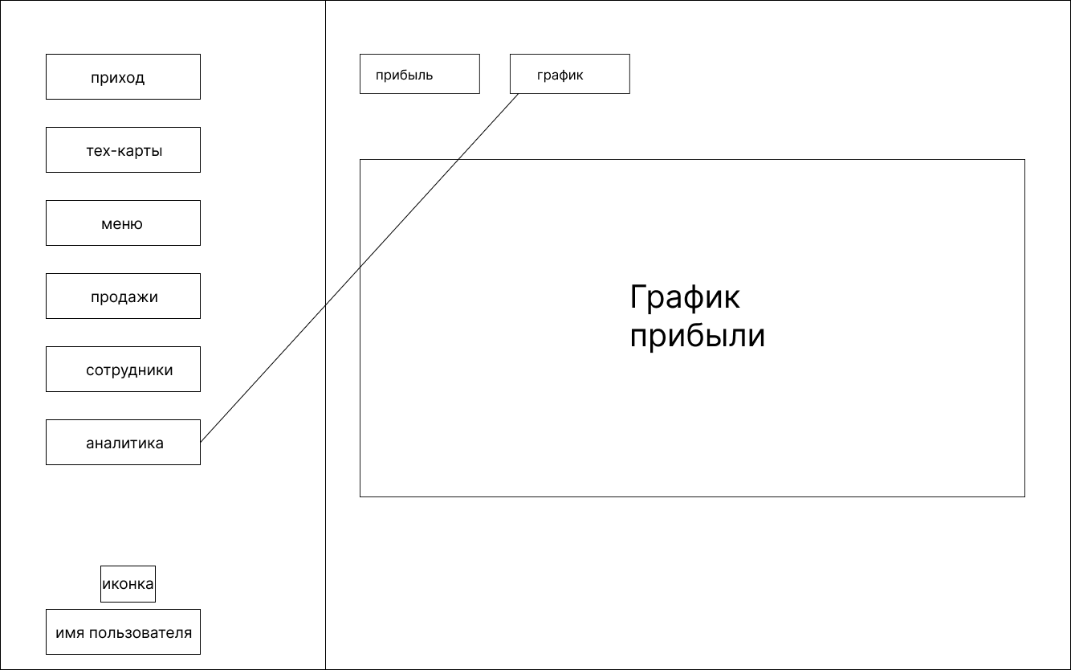 приход
тех-карты
меню
продажи
сотрудники
аналитика
иконка
имя пользователя
прибыль
график
График
прибыли